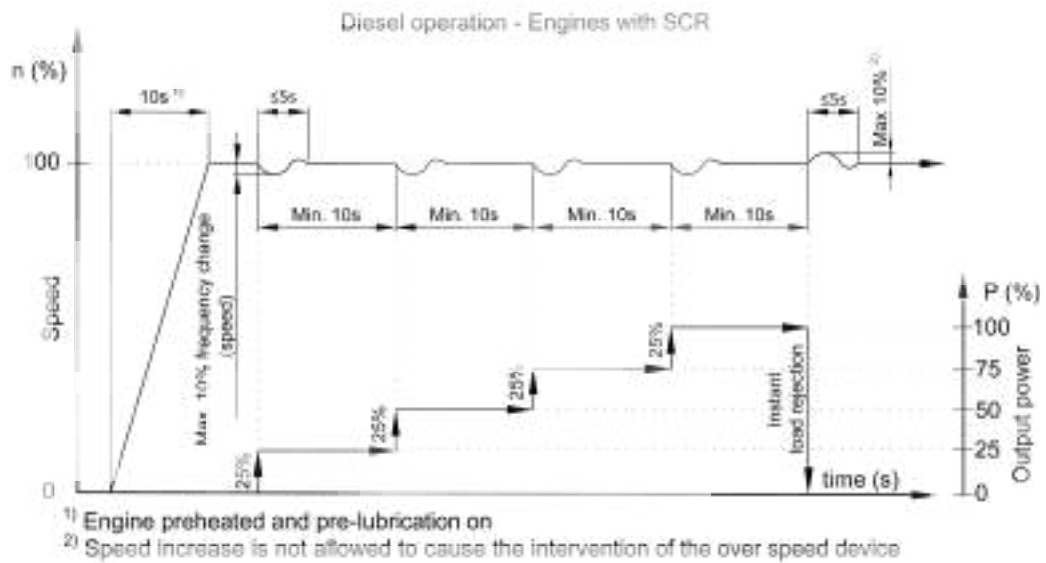 Diesel operation - Engines with SCR
n (%)
10s 1)
≤5s
≤5s
Max 10% 2)
100
Min. 10s
Min. 10s
Min. 10s
Min. 10s
Speed
Max 10% frequency change
(speed)
P (%)
100
75
50
25
0
Output power
25%
25%
25%
25%
Instant
load rejection
0
time (s)
1) Engine preheated and pre-lubrication on
2) Speed increase is not allowed to cause the intervention of the over speed device